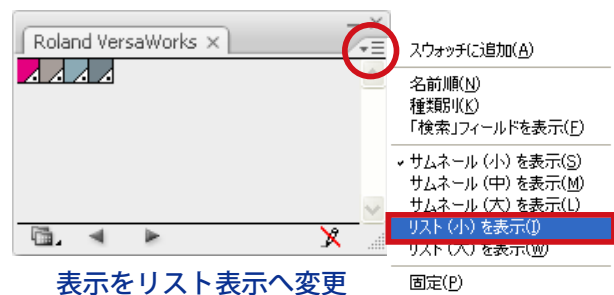 Roland VersaWorks ×
スウォッチに追加(A)
名前順(N)
種類別(K)
「検索」フィールドを表示(F)
サムネール (小) を表示(S)
サムネール (中) を表示(M)
サムネール (大) を表示(L)
リスト (小) を表示(I)
リスト (大) を表示(W)
固定(P)
表示をリスト表示へ変更